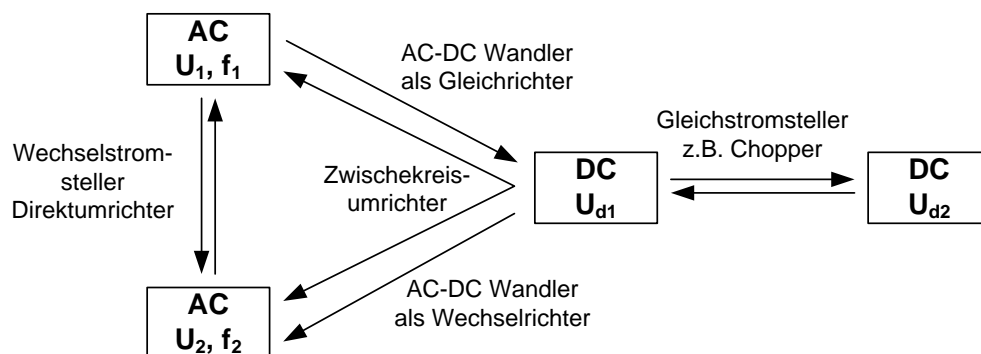 AC
U₁, f₁
AC-DC Wandler
als Gleichrichter
Wechselstrom-
steller
Direktumrichter
Zwischekreis-
umrichter
DC
Ud1
Gleichstromsteller
z.B. Chopper
DC
Ud2
AC
U₂, f₂
AC-DC Wandler
als Wechselrichter